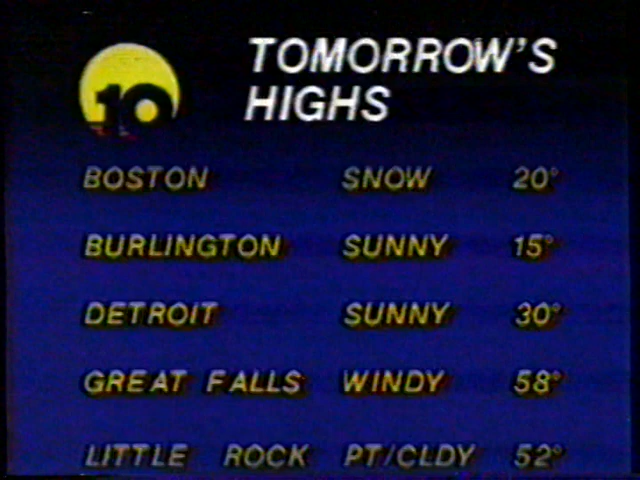 10
TOMORROW'S
HIGHS
BOSTON SNOW 20°
BURLINGTON SUNNY 15°
DETROIT SUNNY 30°
GREAT FALLS WINDY 58°
LITTLE ROCK PT/CLDY 52°